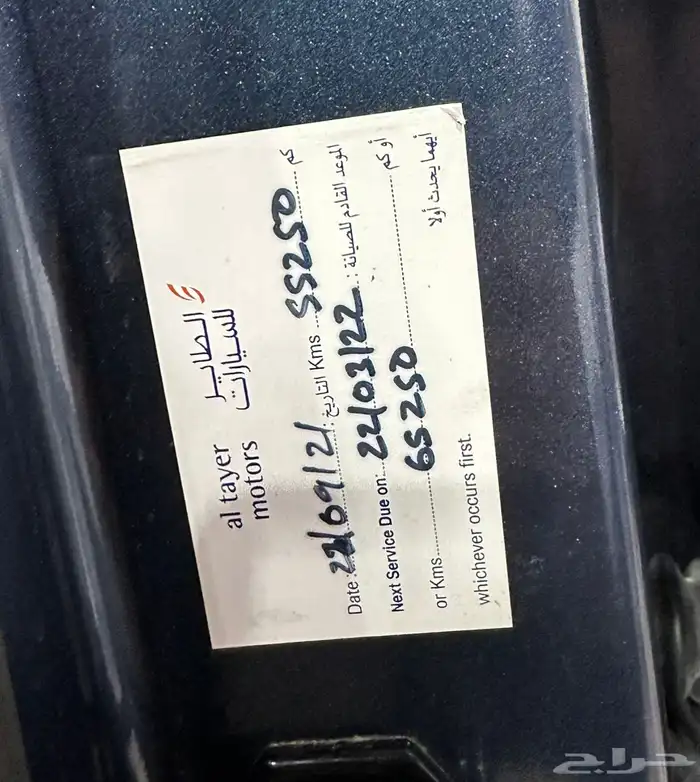 al tayer الطاير
motors للسيارات
Date : 22/09/21 : التاريخ Kms 55250 كم
Next Service Due on: 22/03/22 : الموعد القادم للصيانة
or Kms 65250 أو كم
whichever occurs first. أيهما يحدث أولا
حراج